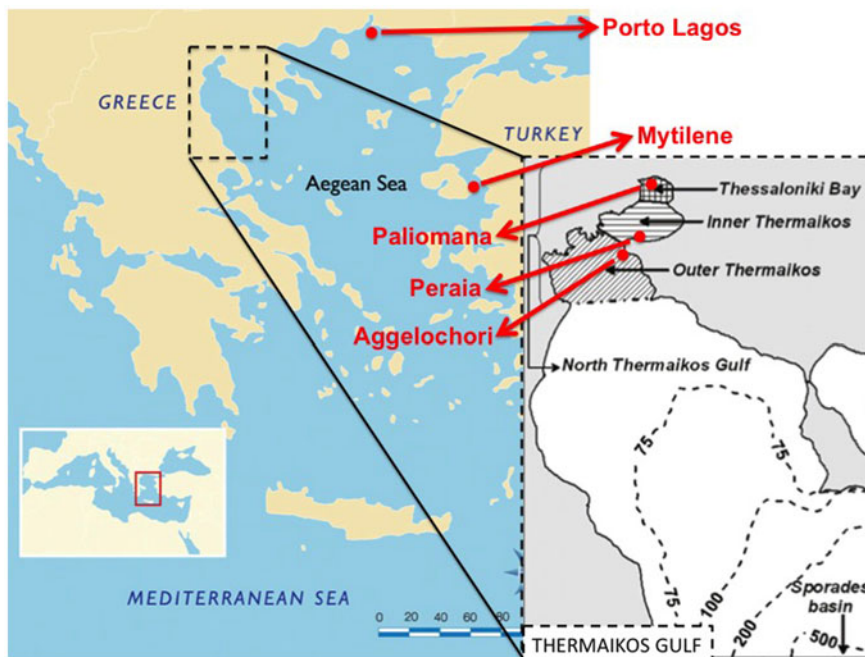 Porto Lagos
GREECE
TURKEY
Mytilene
Aegean Sea
Thessaloniki Bay
Paliomana
Inner Thermaikos
Peraia
Outer Thermaikos
Aggelochori
North Thermaikos Gulf
75
75
75
100
200
500
Sporades
basin
MEDITERRANEAN SEA
0 20 40 60 80
THERMAIKOS GULF